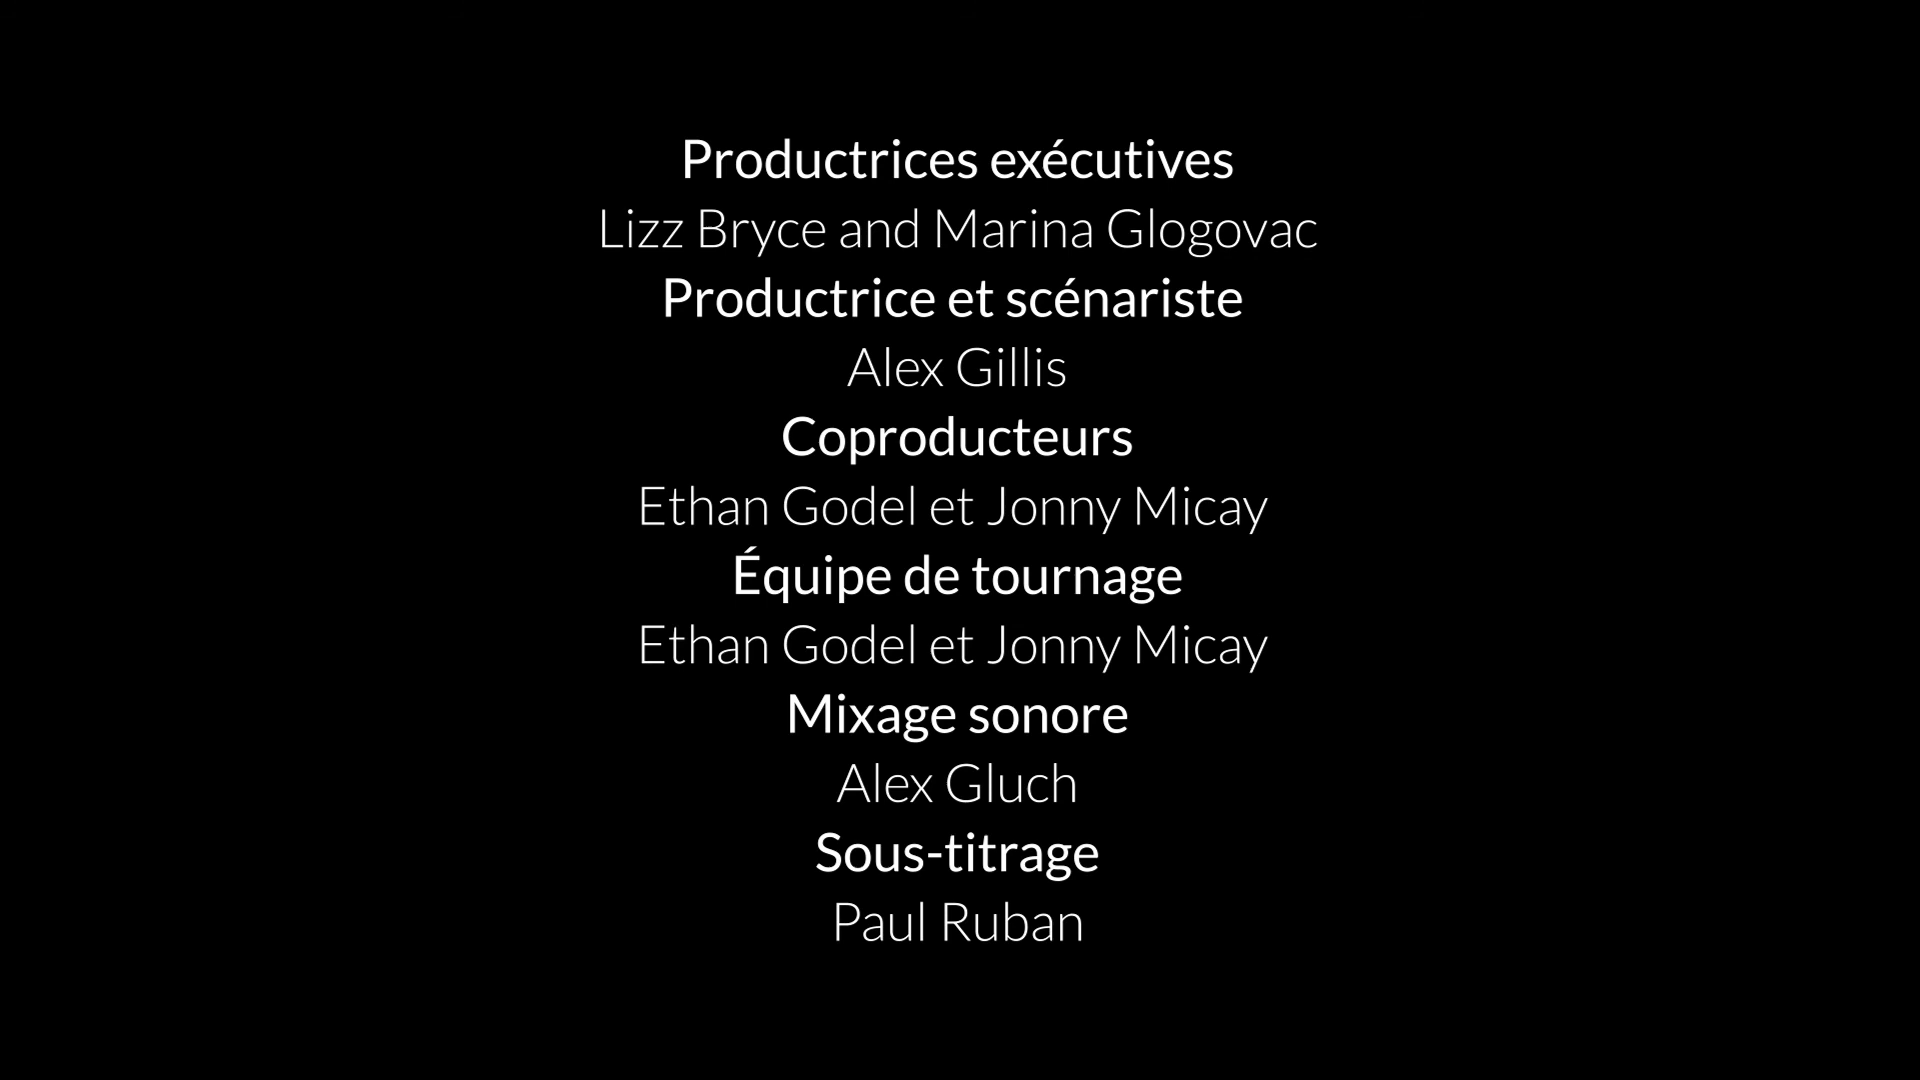 Productrices exécutives
Lizz Bryce and Marina Glogovac
Productrice et scénariste
Alex Gillis
Coproducteurs
Ethan Godel et Jonny Micay
Équipe de tournage
Ethan Godel et Jonny Micay
Mixage sonore
Alex Gluch
Sous-titrage
Paul Ruban